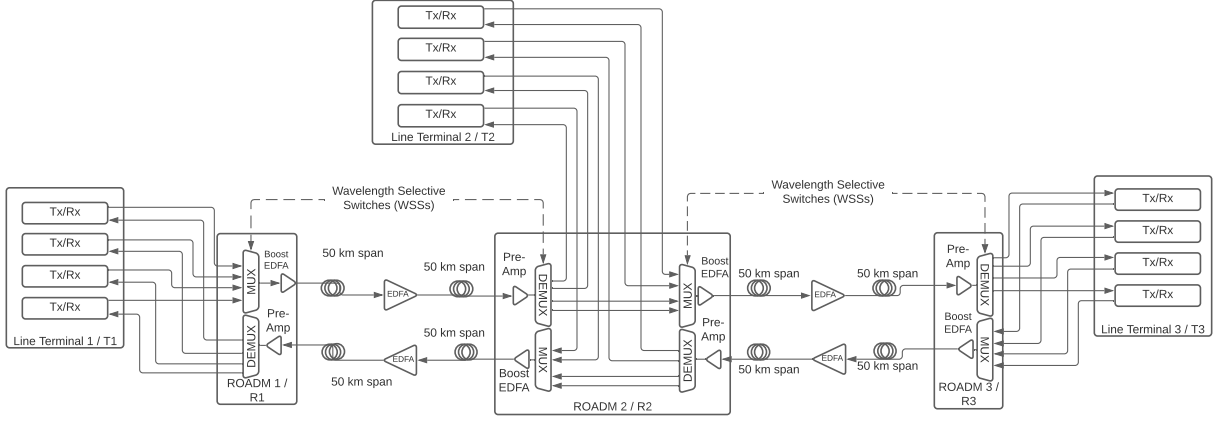 Tx/Rx
Tx/Rx
Tx/Rx
Tx/Rx
Line Terminal 2 / T2
Tx/Rx
Tx/Rx
Tx/Rx
Tx/Rx
Line Terminal 1 / T1
Wavelength Selective
Switches (WSSs)
Wavelength Selective
Switches (WSSs)
Tx/Rx
Tx/Rx
Tx/Rx
Tx/Rx
Line Terminal 3 / T3
MUX
Boost
EDFA
Pre-
Amp
DEMUX
ROADM 1 /
R1
50 km span
EDFA
50 km span
50 km span
EDFA
50 km span
Pre-
Amp
DEMUX
MUX
Boost
EDFA
MUX
Boost
EDFA
Pre-
Amp
DEMUX
ROADM 2 / R2
50 km span
EDFA
50 km span
50 km span
EDFA
50 km span
Pre-
Amp
DEMUX
Boost
EDFA
MUX
ROADM 3 /
R3